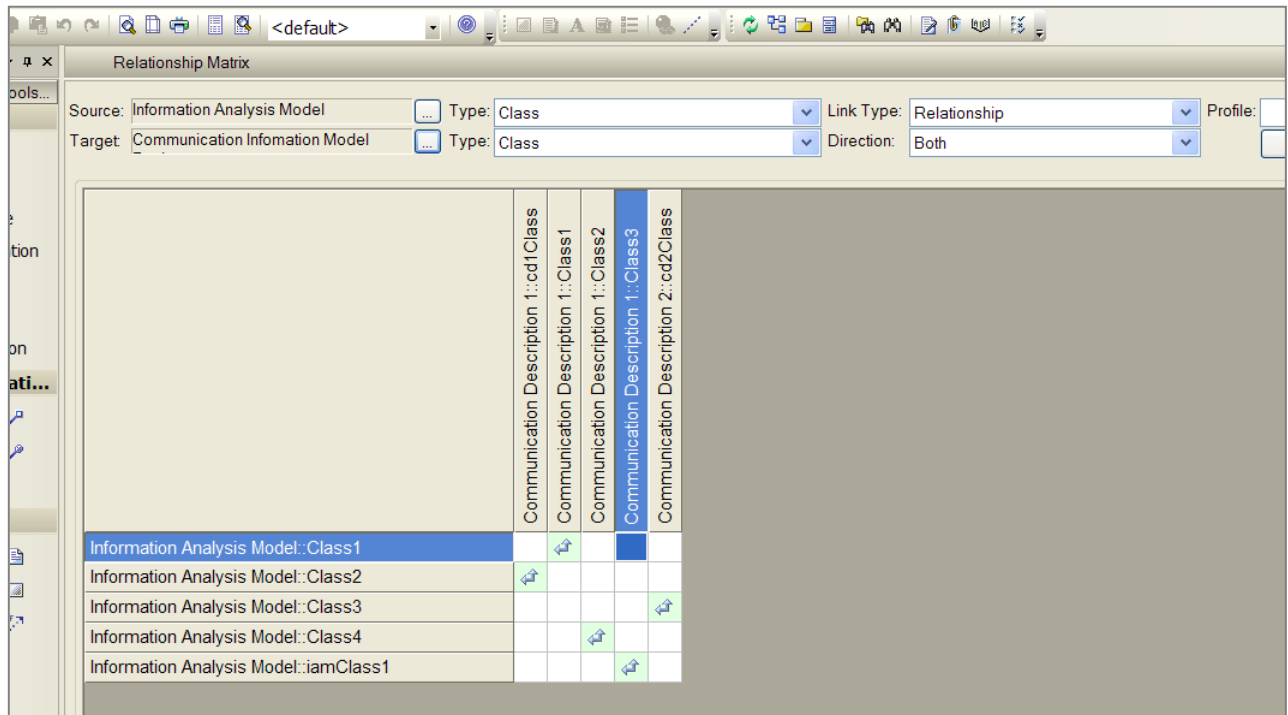 <default>
Relationship Matrix
ools...
Source: Information Analysis Model ... Type: Class Link Type: Relationship Profile:
Target: Communication Infomation Model ... Type: Class Direction: Both
tion
on
ati...
Communication Description 1::cd1Class
Communication Description 1::Class1
Communication Description 1::Class2
Communication Description 1::Class3
Communication Description 2::cd2Class
Information Analysis Model::Class1
Information Analysis Model::Class2
Information Analysis Model::Class3
Information Analysis Model::Class4
Information Analysis Model::iamClass1